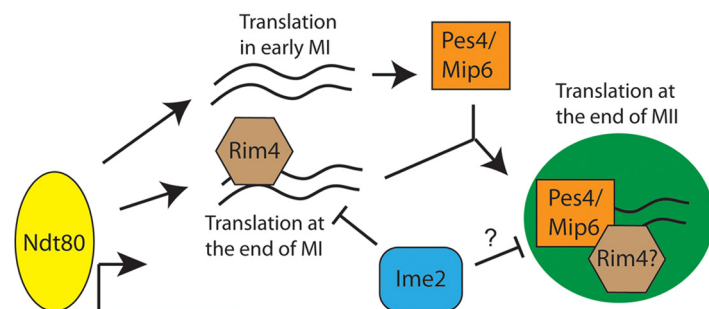 Translation
in early MI
Pes4/
Mip6
Translation at
the end of MII
Rim4
Ndt80
Translation at
the end of MI
Ime2
?
Pes4/
Mip6
Rim4?